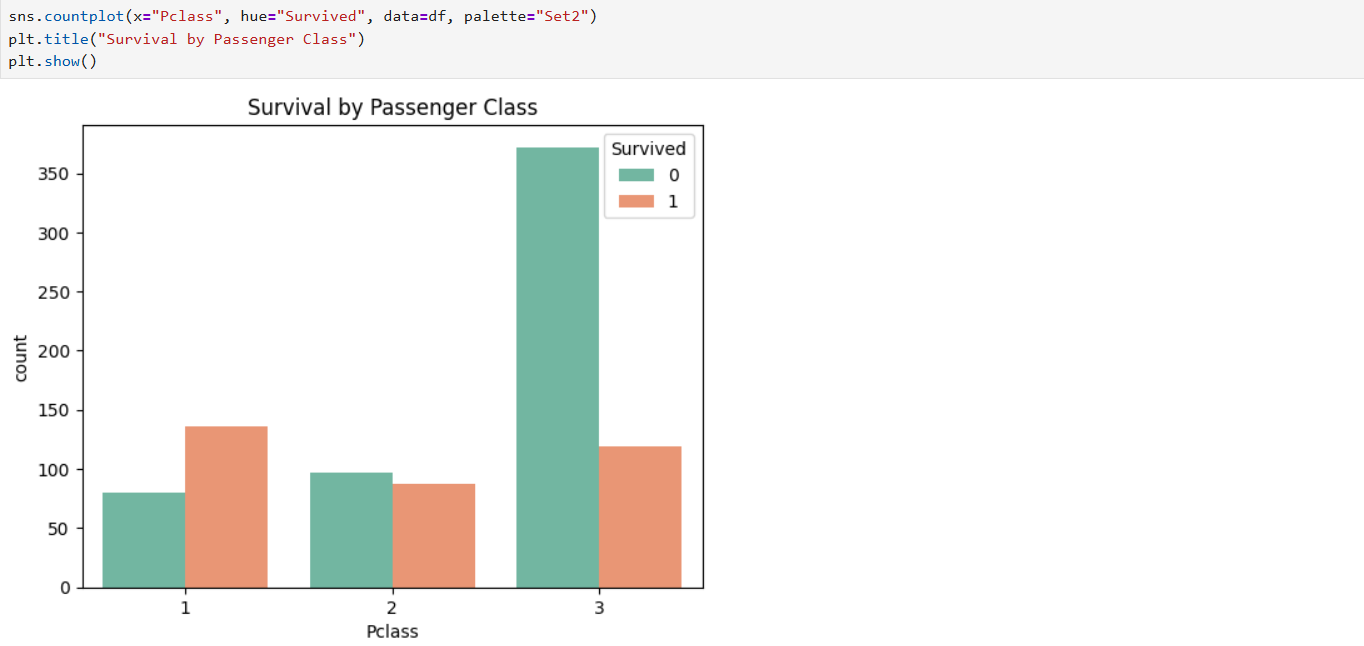 sns.countplot(x="Pclass", hue="Survived", data=df, palette="Set2")
plt.title("Survival by Passenger Class")
plt.show()
Survival by Passenger Class
Survived
0
1
350
300
250
200
150
100
50
0
count
1 2 3
Pclass